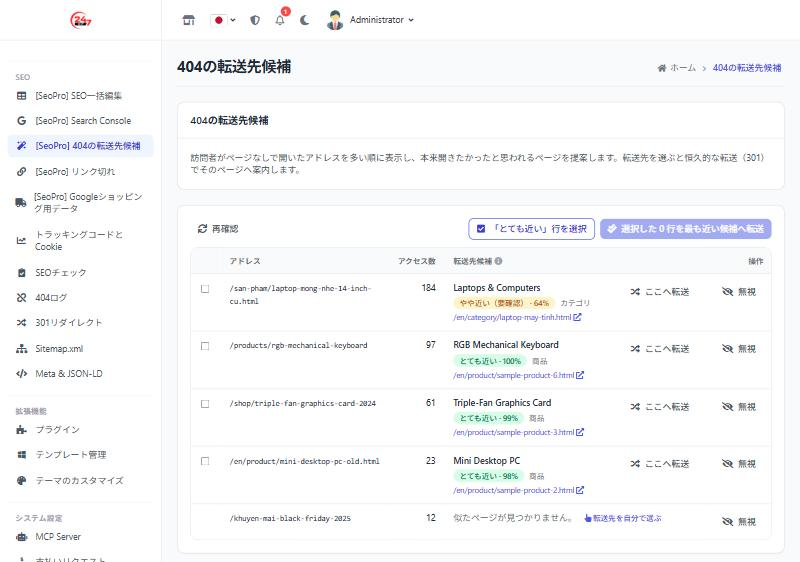 247
1
Administrator
SEO
[SeoPro] SEO一括編集
[SeoPro] Search Console
[SeoPro] 404の転送先候補
[SeoPro] リンク切れ
[SeoPro] Googleショッピン
グ用データ
トラッキングコードと
Cookie
SEOチェック
404ログ
301リダイレクト
Sitemap.xml
Meta & JSON-LD
拡張機能
プラグイン
テンプレート管理
テーマのカスタマイズ
システム設定
MCP Server
支払いリクエスト
404の転送先候補
ホーム > 404の転送先候補
404の転送先候補
訪問者がページなしで開いたアドレスを多い順に表示し、本来開きたかったと思われるページを提案します。転送先を選ぶと恒久的な転送（301）
でそのページへ案内します。
再確認
「とても近い」行を選択
選択した 0 行を最も近い候補へ転送
アドレス アクセス数 転送先候補 操作
/san-pham/laptop-mong-nhe-14-inch-
cu.html
184
Laptops & Computers
やや近い（要確認） · 64% カテゴリ
/en/category/laptop-may-tinh.html
ここへ転送 無視
/products/rgb-mechanical-keyboard
97
RGB Mechanical Keyboard
とても近い · 100% 商品
/en/product/sample-product-6.html
ここへ転送 無視
/shop/triple-fan-graphics-card-2024
61
Triple-Fan Graphics Card
とても近い · 99% 商品
/en/product/sample-product-3.html
ここへ転送 無視
/en/product/mini-desktop-pc-old.html
23
Mini Desktop PC
とても近い · 98% 商品
/en/product/sample-product-2.html
ここへ転送 無視
/khuyen-mai-black-friday-2025
12
似たページが見つかりません。 転送先を自分で選ぶ
無視